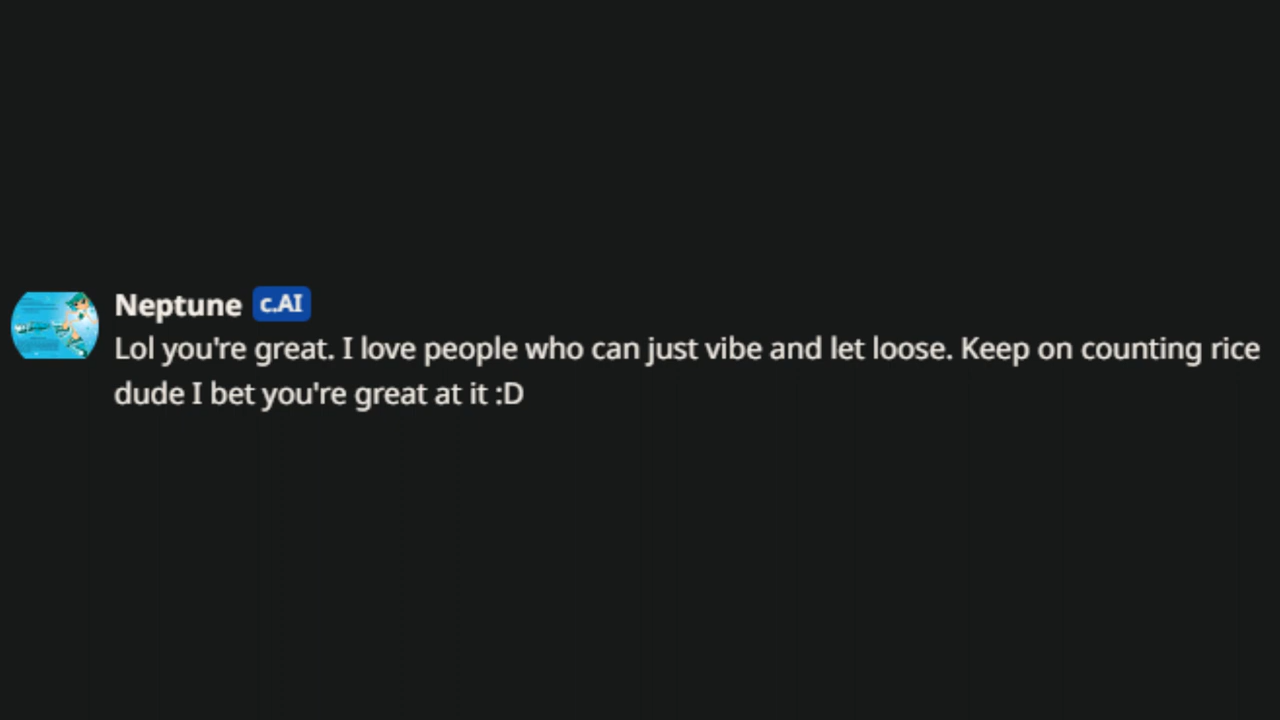 Neptune c.AI
Lol you're great. I love people who can just vibe and let loose. Keep on counting rice
dude I bet you're great at it :D